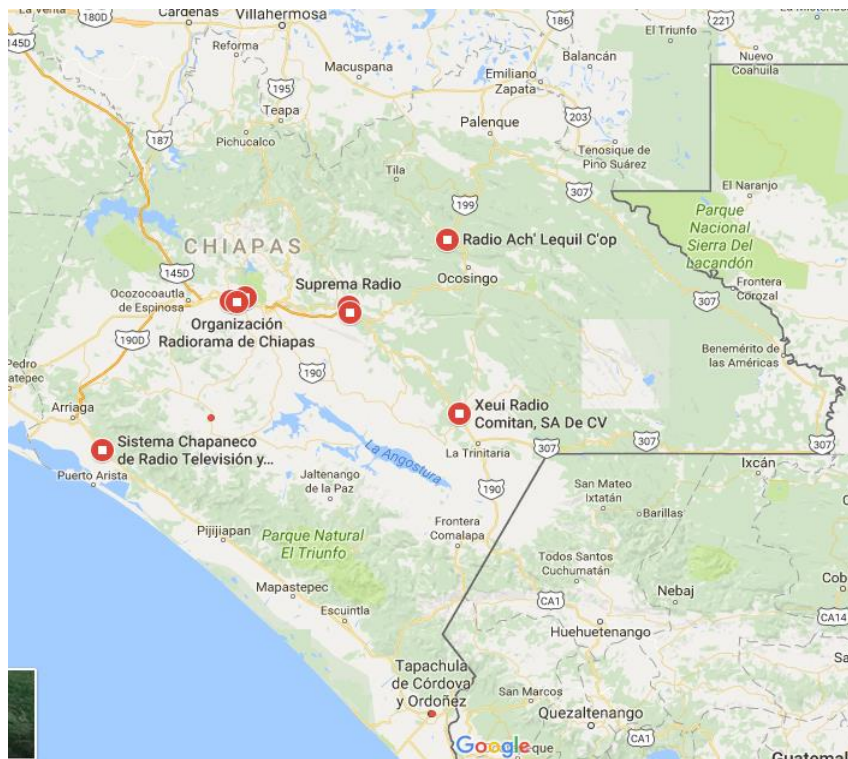 La Venta
180D
Cárdenas
Villahermosa
186
El Triunfo
221
145D
Reforma
Macuspana
Balancán
Nuevo
Coahuila
195
Emiliano
Zapata
Teapa
203
187
Pichucalco
Palenque
Tenosique de
Pino Suárez
Tila
307
199
El Naranjo
CHIAPAS
Radio Ach' Lequil C'op
Parque
Nacional
Sierra Del
Lacandón
145D
Ocosingo
Suprema Radio
Frontera
Corozal
Ocozocoautla
de Espinosa
307
Organización
Radiorama de Chiapas
190D
Benemérito de
las Américas
Pedro
190
Arriaga
Xeui Radio
Comitan, SA De CV
Sistema Chapaneco
de Radio Televisión y...
La Angostura
La Trinitaria
307
307
307
Puerto Arista
Jaltenango
de la Paz
190
Ixcán
San Mateo
Ixtatán
Barillas
Pijijiapan
Parque Natural
El Triunfo
Frontera
Comalapa
Todos Santos
Cuchumatán
Mapastepec
Nebaj
CA1
CA14
Escuintla
Huehuetenango
Tapachula
de Córdova
y Ordoñez
San Marcos
Quezaltenango
Google
CA1